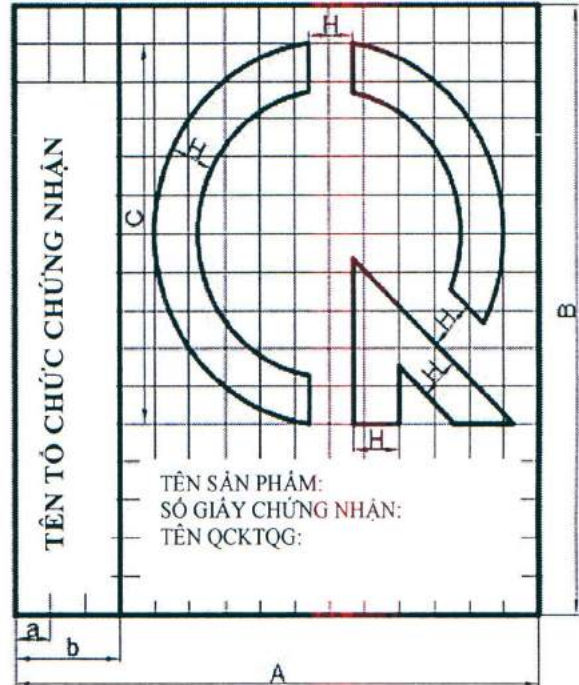 H
H
C
TÊN TỔ CHỨC CHỨNG NHẬN
B
H
H
H
TÊN SẢN PHẨM:
SỐ GIẤY CHỨNG NHẬN:
TÊN QCKTQG:
a
b
A